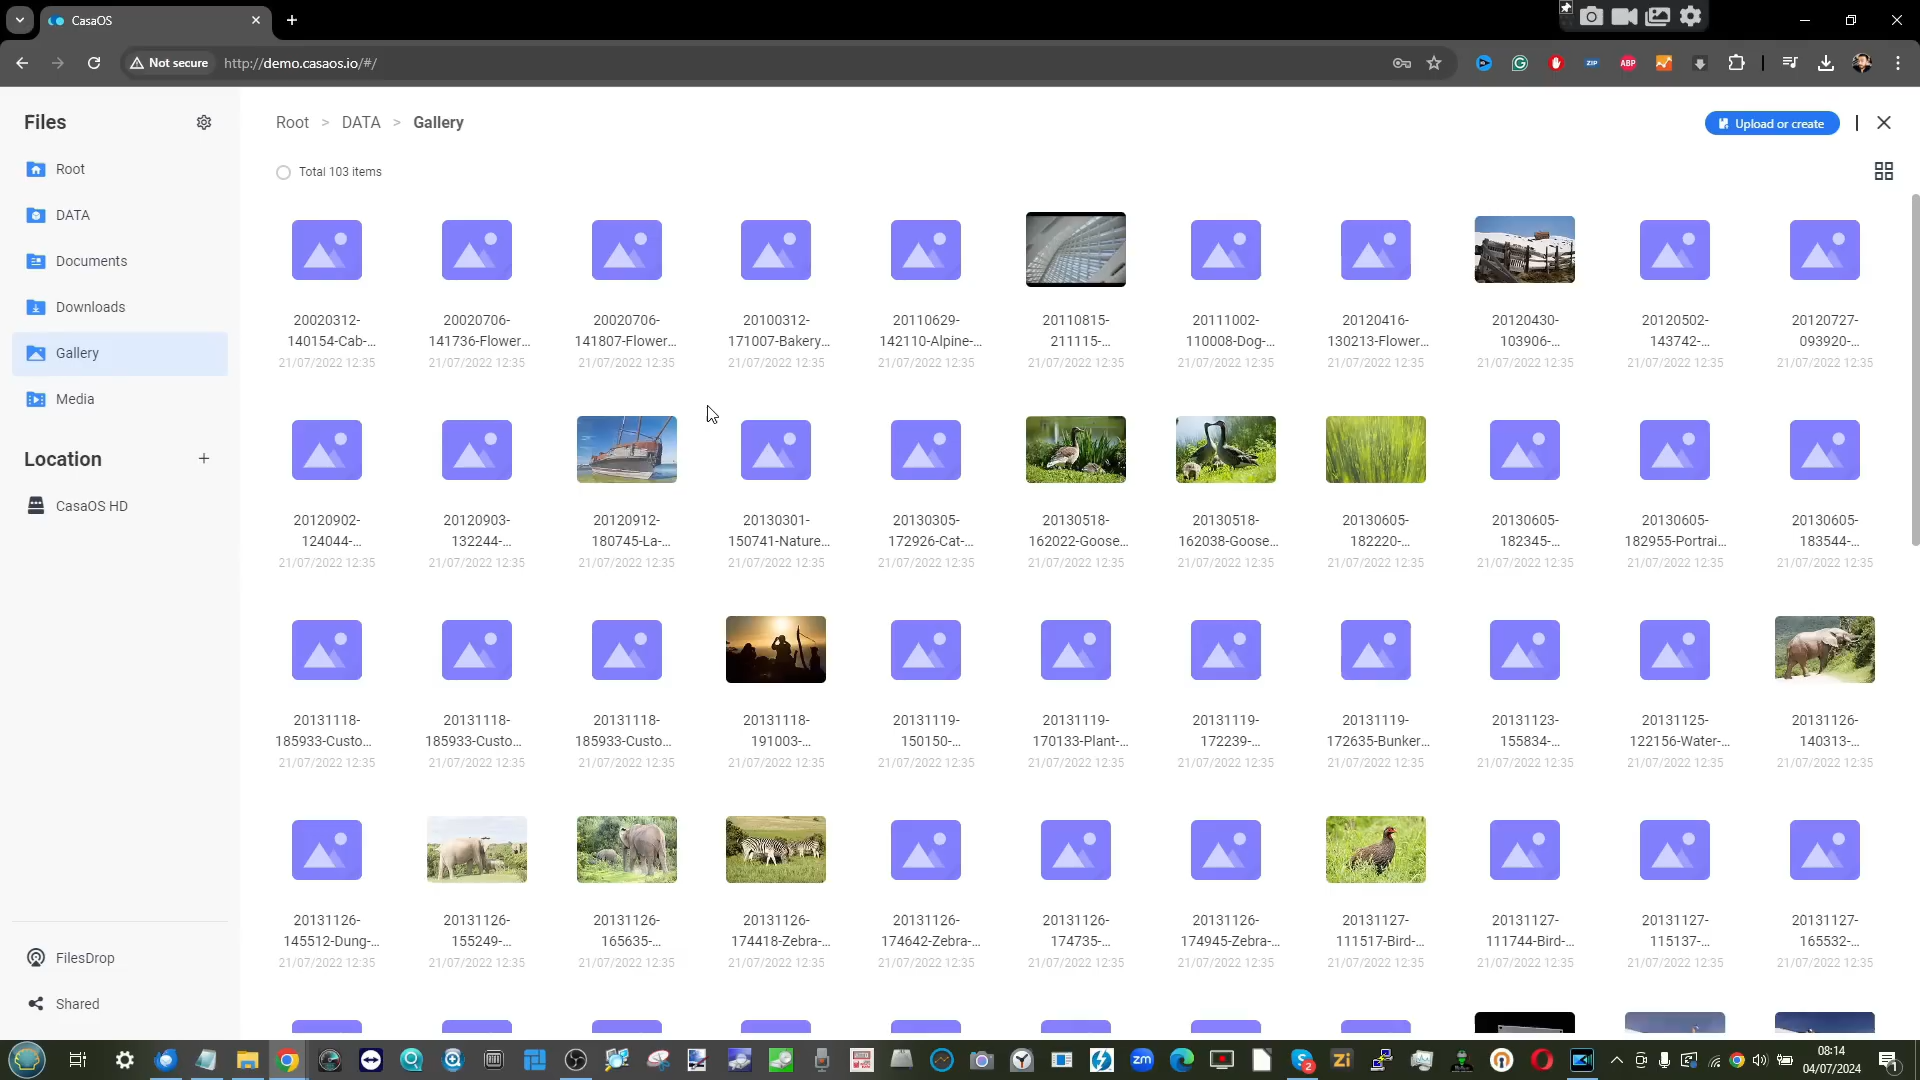 CasaOS
Not secure
http://demo.casaos.io/#/
Files
Root
DATA
Documents
Downloads
Gallery
Media
Location
CasaOS HD
FilesDrop
Shared
Root > DATA > Gallery
Upload or create
Total 103 items
20020312- 20020706- 20020706- 20100312- 20110629- 20110815- 20111002- 20120416- 20120430- 20120502- 20120727-
140154-Cab-... 141736-Flower... 141807-Flower... 171007-Bakery... 142110-Alpine-... 211115-... 110008-Dog-... 130213-Flower... 103906-... 143742-... 093920-...
21/07/2022 12:35 21/07/2022 12:35 21/07/2022 12:35 21/07/2022 12:35 21/07/2022 12:35 21/07/2022 12:35 21/07/2022 12:35 21/07/2022 12:35 21/07/2022 12:35 21/07/2022 12:35 21/07/2022 12:35
20120902- 20120903- 20120912- 20130301- 20130305- 20130518- 20130518- 20130605- 20130605- 20130605- 20130605-
124044-... 132244-... 180745-La-... 150741-Nature... 172926-Cat-... 162022-Goose... 162038-Goose... 182220-... 182345-... 182955-Portrai... 183544-...
21/07/2022 12:35 21/07/2022 12:35 21/07/2022 12:35 21/07/2022 12:35 21/07/2022 12:35 21/07/2022 12:35 21/07/2022 12:35 21/07/2022 12:35 21/07/2022 12:35 21/07/2022 12:35 21/07/2022 12:35
20131118- 20131118- 20131118- 20131118- 20131119- 20131119- 20131119- 20131119- 20131123- 20131125- 20131126-
185933-Custo... 185933-Custo... 185933-Custo... 191003-... 150150-... 170133-Plant-... 172239-... 172635-Bunker... 155834-... 122156-Water-... 140313-...
21/07/2022 12:35 21/07/2022 12:35 21/07/2022 12:35 21/07/2022 12:35 21/07/2022 12:35 21/07/2022 12:35 21/07/2022 12:35 21/07/2022 12:35 21/07/2022 12:35 21/07/2022 12:35 21/07/2022 12:35
20131126- 20131126- 20131126- 20131126- 20131126- 20131126- 20131126- 20131127- 20131127- 20131127- 20131127-
145512-Dung-... 155249-... 165635-... 174418-Zebra-... 174642-Zebra-... 174735-... 174945-Zebra-... 111517-Bird-... 111744-Bird-... 115137-... 165532-...
21/07/2022 12:35 21/07/2022 12:35 21/07/2022 12:35 21/07/2022 12:35 21/07/2022 12:35 21/07/2022 12:35 21/07/2022 12:35 21/07/2022 12:35 21/07/2022 12:35 21/07/2022 12:35 21/07/2022 12:35
08:14
04/07/2024